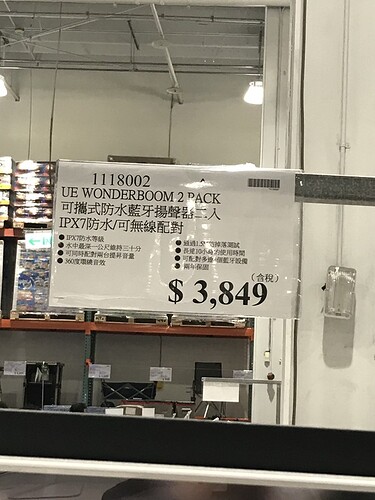 1118002
UE WONDERBOOM 2 PACK
可攜式防水藍牙揚聲器二入
IPX7防水/可無線配對
● IPX7防水等級
● 水中最深一公尺維持三十分
● 可同時配對兩台提昇音量
● 360度環繞音效
● 通過1.5 掉落測試
● 長達10小時的使用時間
● 可配對多達 個藍牙設備
● 兩年保固
(含稅)
$ 3,849